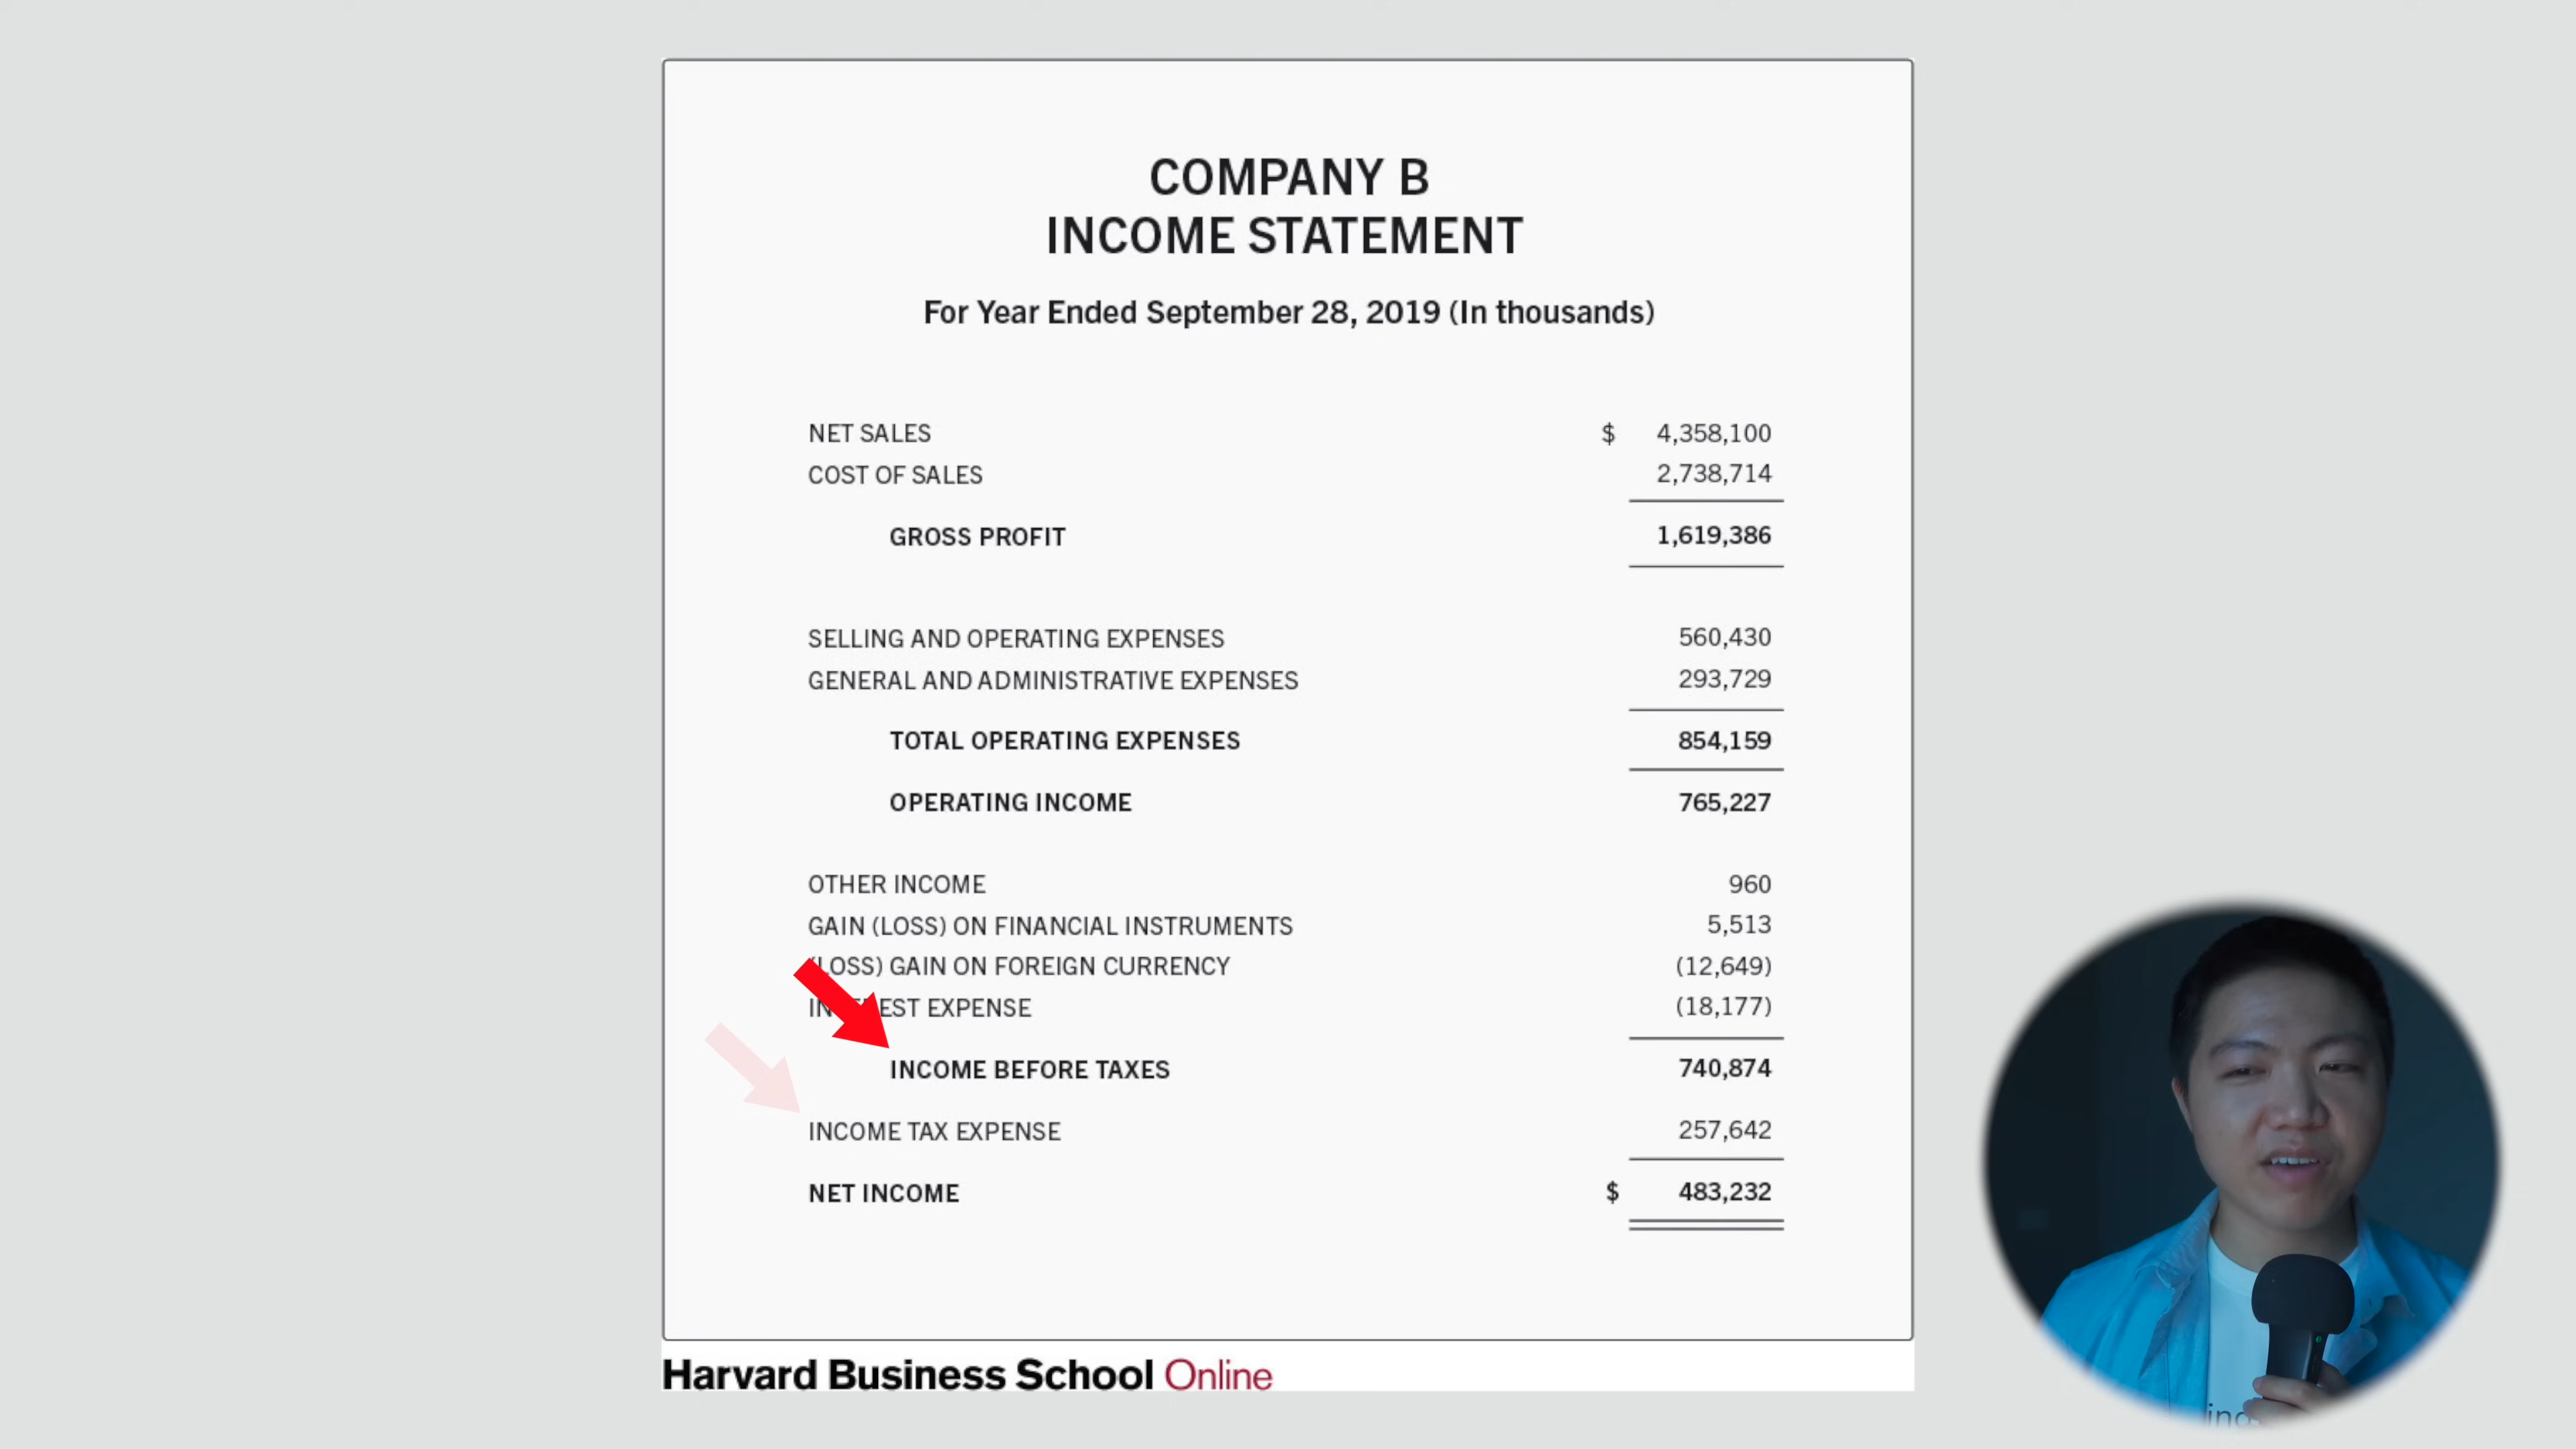 COMPANY B
INCOME STATEMENT
For Year Ended September 28, 2019 (In thousands)
NET SALES $ 4,358,100
COST OF SALES 2,738,714
GROSS PROFIT 1,619,386
SELLING AND OPERATING EXPENSES 560,430
GENERAL AND ADMINISTRATIVE EXPENSES 293,729
TOTAL OPERATING EXPENSES 854,159
OPERATING INCOME 765,227
OTHER INCOME 960
GAIN (LOSS) ON FINANCIAL INSTRUMENTS 5,513
(LOSS) GAIN ON FOREIGN CURRENCY (12,649)
INTEREST EXPENSE (18,177)
INCOME BEFORE TAXES 740,874
INCOME TAX EXPENSE 257,642
NET INCOME $ 483,232
Harvard Business School Online